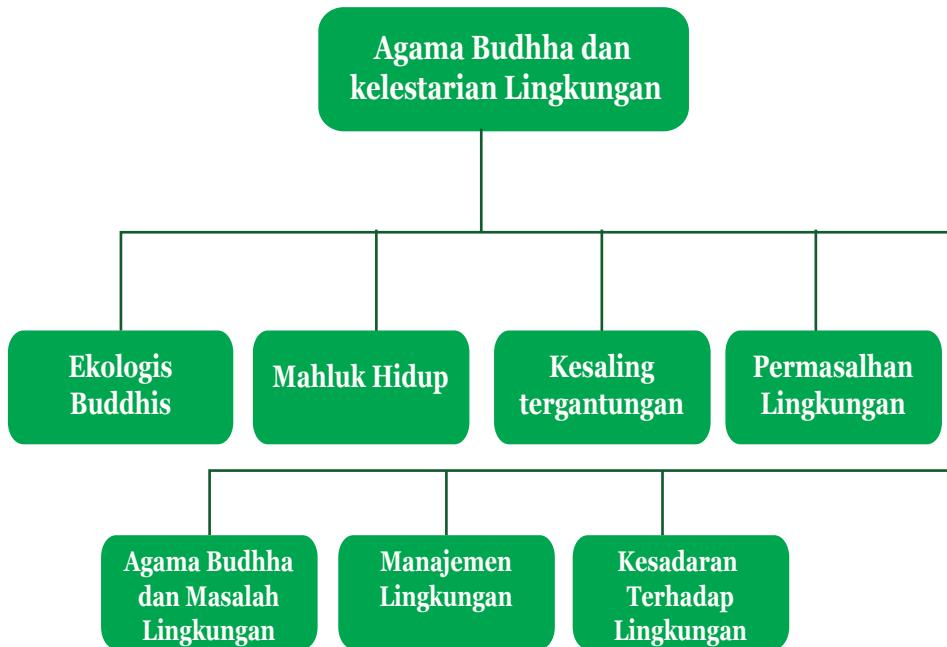 Agama Budhha dan
kelestarian Lingkungan
Ekologis
Buddhis
Mahluk Hidup
Kesaling
tergantungan
Permasalhan
Lingkungan
Agama Budhha
dan Masalah
Lingkungan
Manajemen
Lingkungan
Kesadaran
Terhadap
Lingkungan